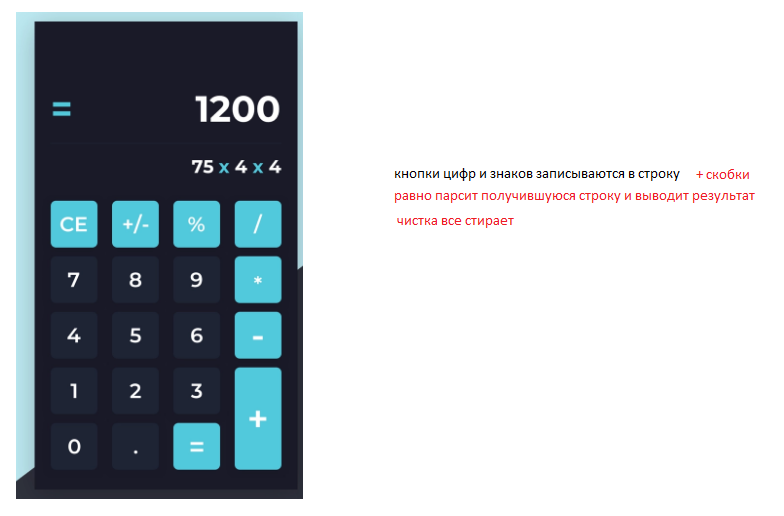 = 1200
75 x 4 x 4
CE +/- % /
7 8 9 *
4 5 6 -
1 2 3 +
0 . =
кнопки цифр и знаков записываются в строку + скобки
равно парсит получившуюся строку и выводит результат
чистка все стирает